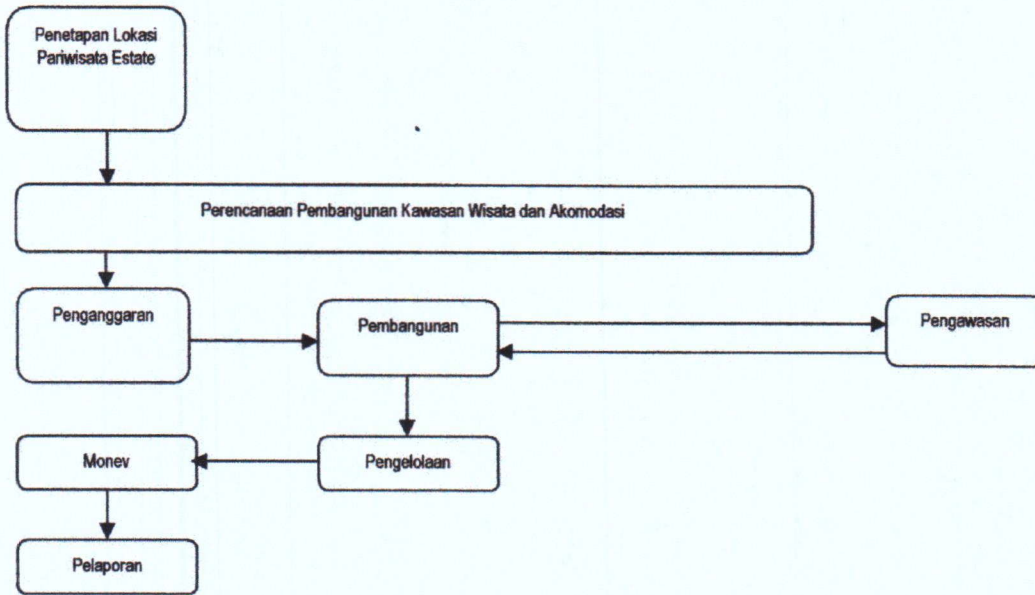 Penetapan Lokasi
Pariwisata Estate
Perencanaan Pembangunan Kawasan Wisata dan Akomodasi
Penganggaran
Pembangunan
Pengawasan
Monev
Pengelolaan
Pelaporan